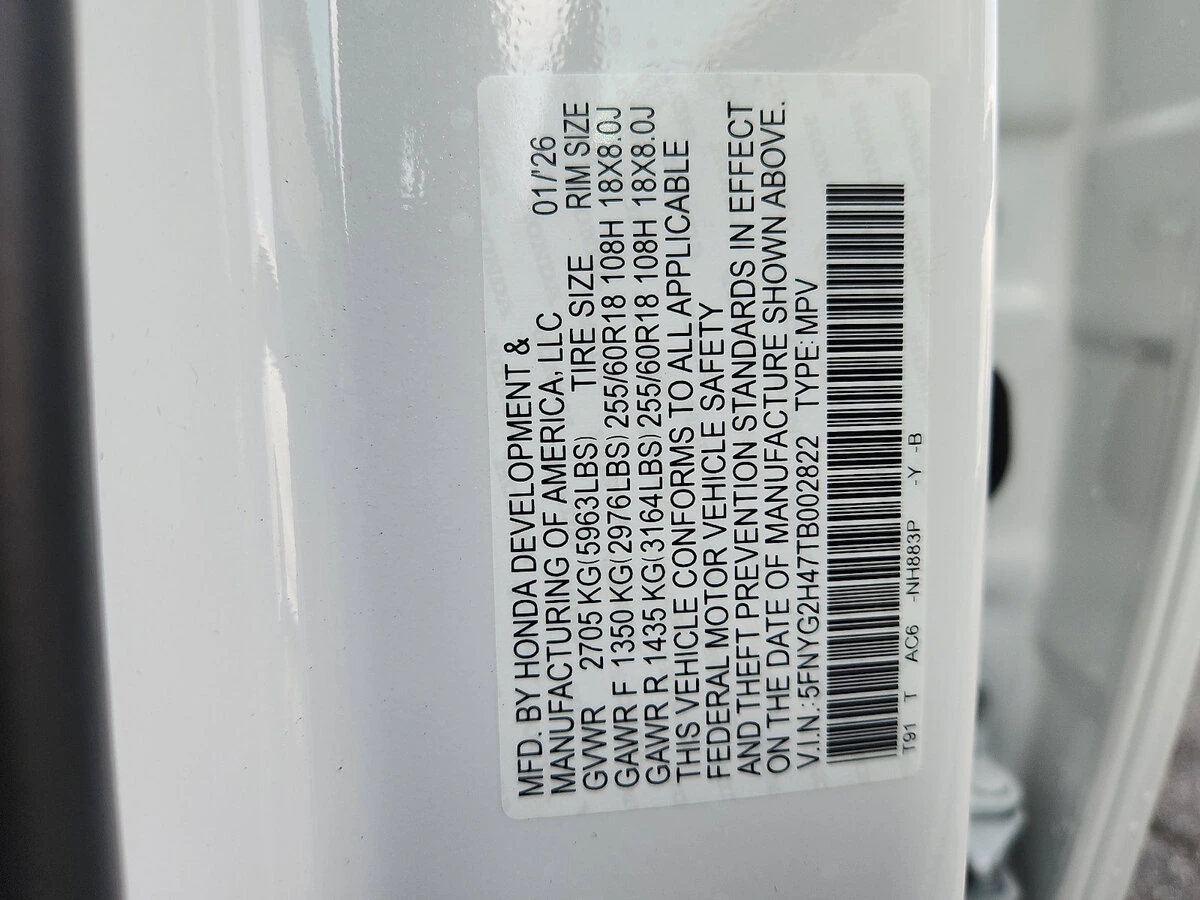 MFD. BY HONDA DEVELOPMENT &
MANUFACTURING OF AMERICA, LLC 01/'26
GVWR 2705 KG(5963LBS) TIRE SIZE RIM SIZE
GAWR F 1350 KG(2976LBS) 255/60R18 108H 18X8.0J
GAWR R 1435 KG(3164LBS) 255/60R18 108H 18X8.0J
THIS VEHICLE CONFORMS TO ALL APPLICABLE
FEDERAL MOTOR VEHICLE SAFETY
AND THEFT PREVENTION STANDARDS IN EFFECT
ON THE DATE OF MANUFACTURE SHOWN ABOVE.
V.I.N.:5FNYG2H47TB002822 TYPE: MPV
T91 T AC6 -NH883P -Y -B